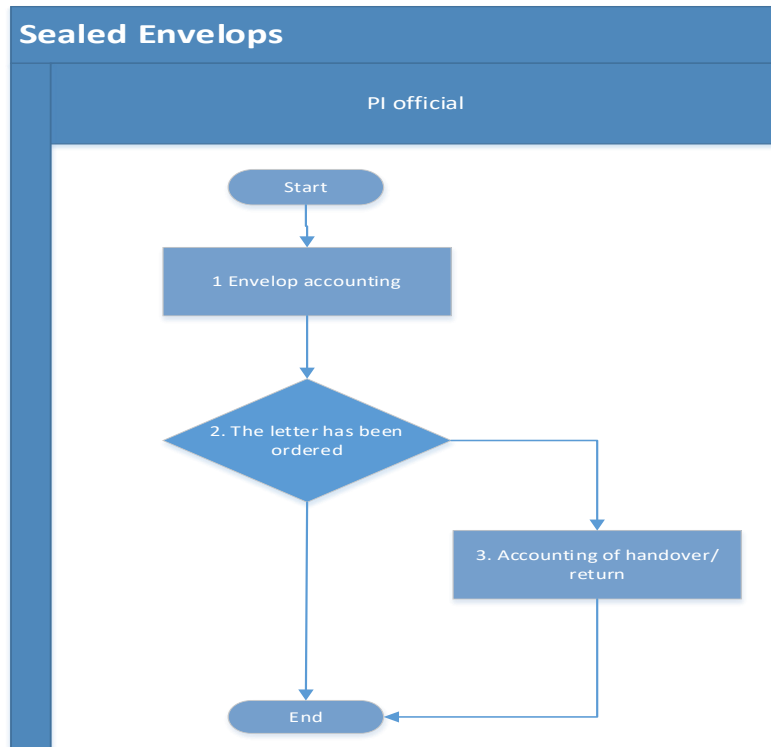 Sealed Envelops
PI official
Start
1 Envelop accounting
2. The letter has been
ordered
3. Accounting of handover/
return
End